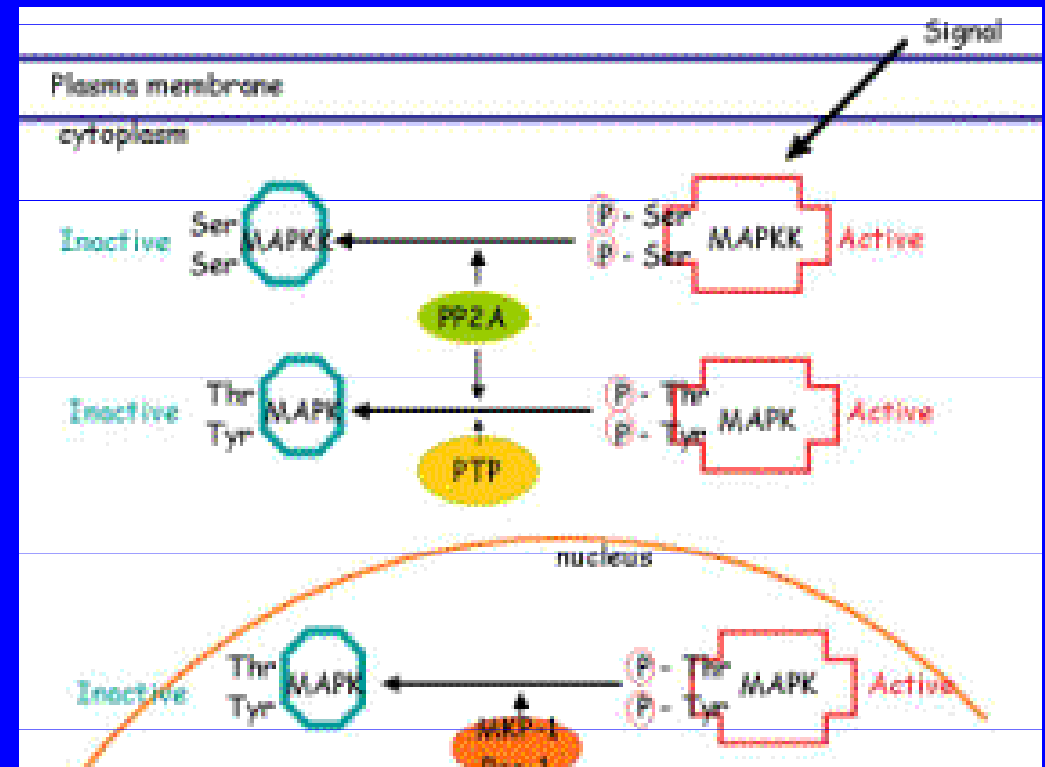 Signal
Plasma membrane
cytoplasm
Inactive Ser MAPKK P - Ser MAPKK Active
Ser P - Ser
PP2A
Inactive Thr MAPK P - Thr MAPK Active
Tyr P - Tyr
PTP
nucleus
Inactive Thr MAPK P - Thr MAPK Active
Tyr P - Tyr
MKP-1